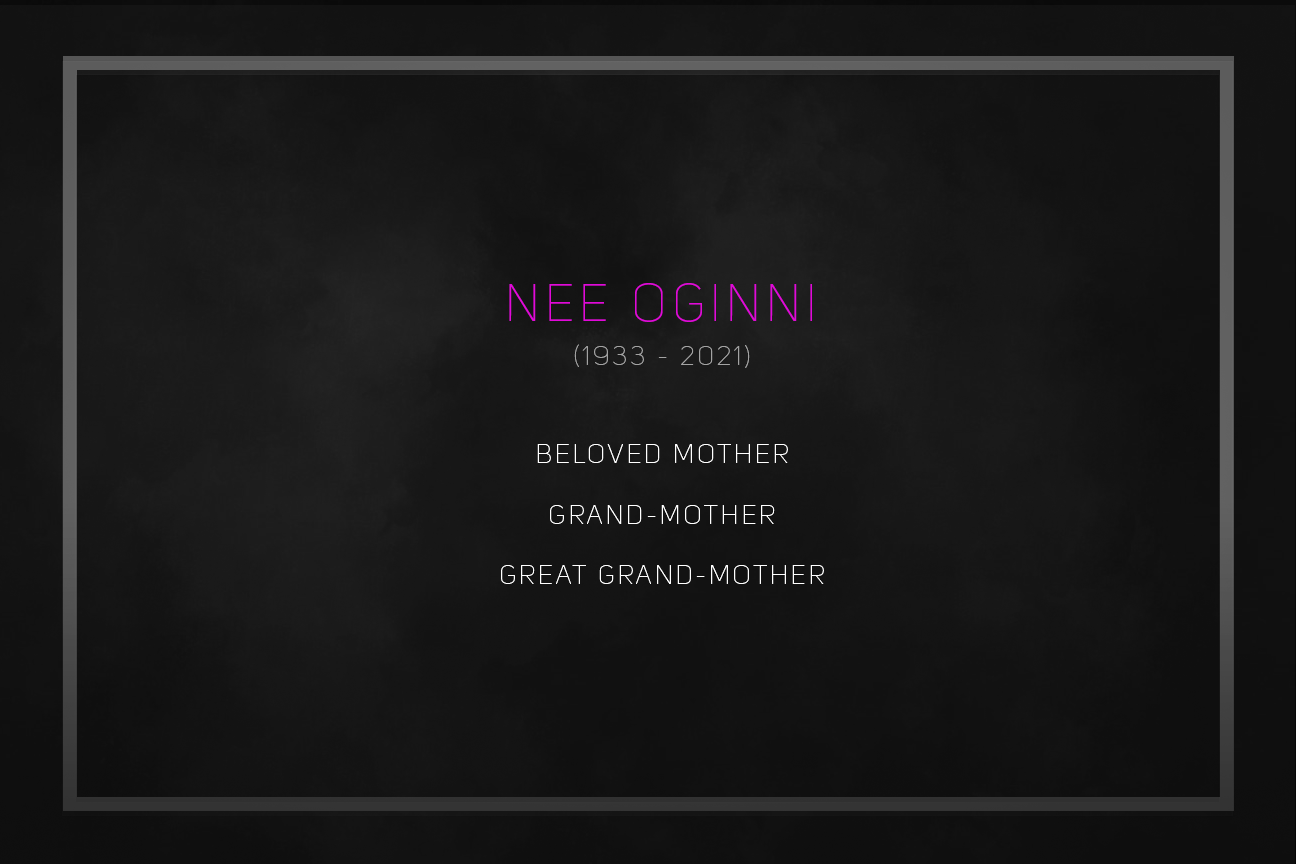 NEE OGINNI
(1933 - 2021)
BELOVED MOTHER
GRAND-MOTHER
GREAT GRAND-MOTHER